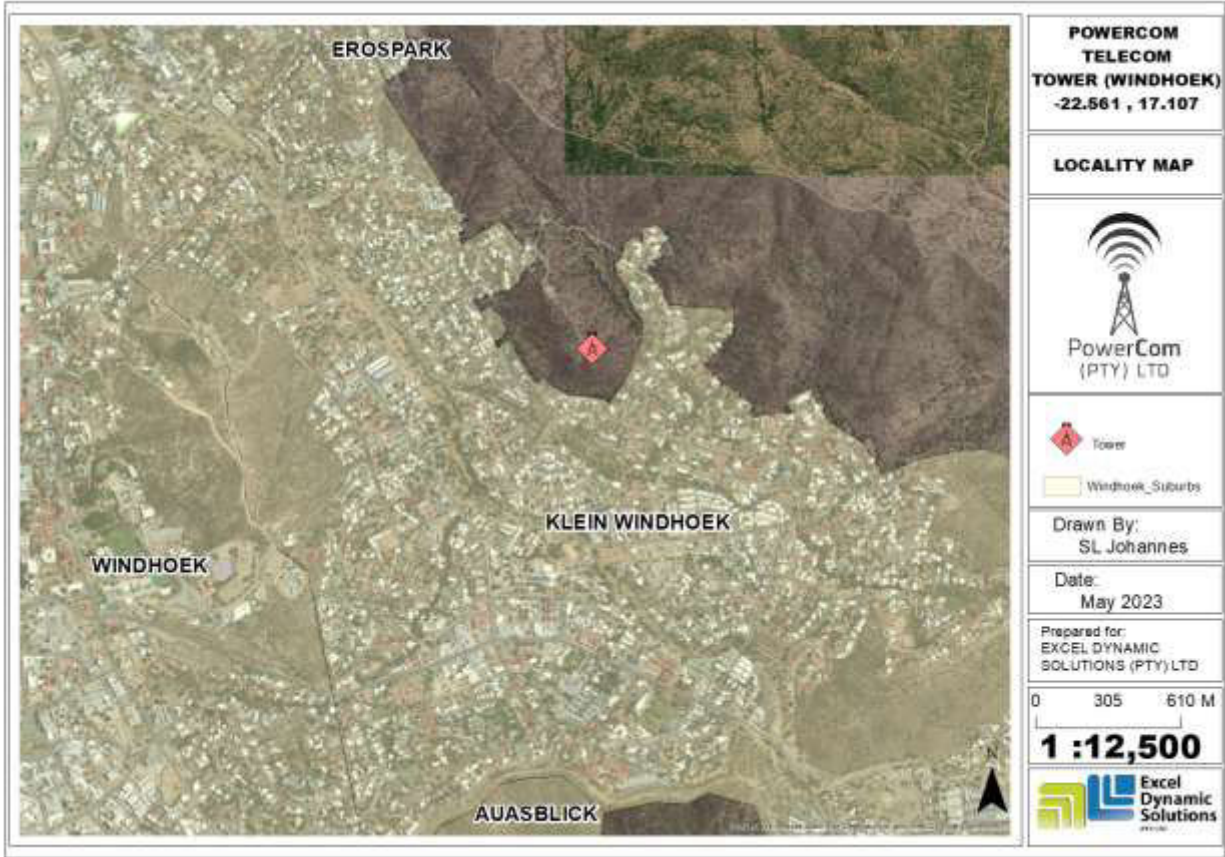 EROSPARK
KLEIN WINDHOEK
WINDHOEK
AUASBLICK
N
POWERCOM
TELECOM
TOWER (WINDHOEK)
-22.561 , 17.107
LOCALITY MAP
PowerCom
(PTY) LTD
A
A
Tower
Windhoek_Suburbs
Drawn By:
SL Johannes
Date:
May 2023
Prepared for:
EXCEL DYNAMIC
SOLUTIONS (PTY) LTD
0 305 610 M
1 :12,500
Excel
Dynamic
Solutions